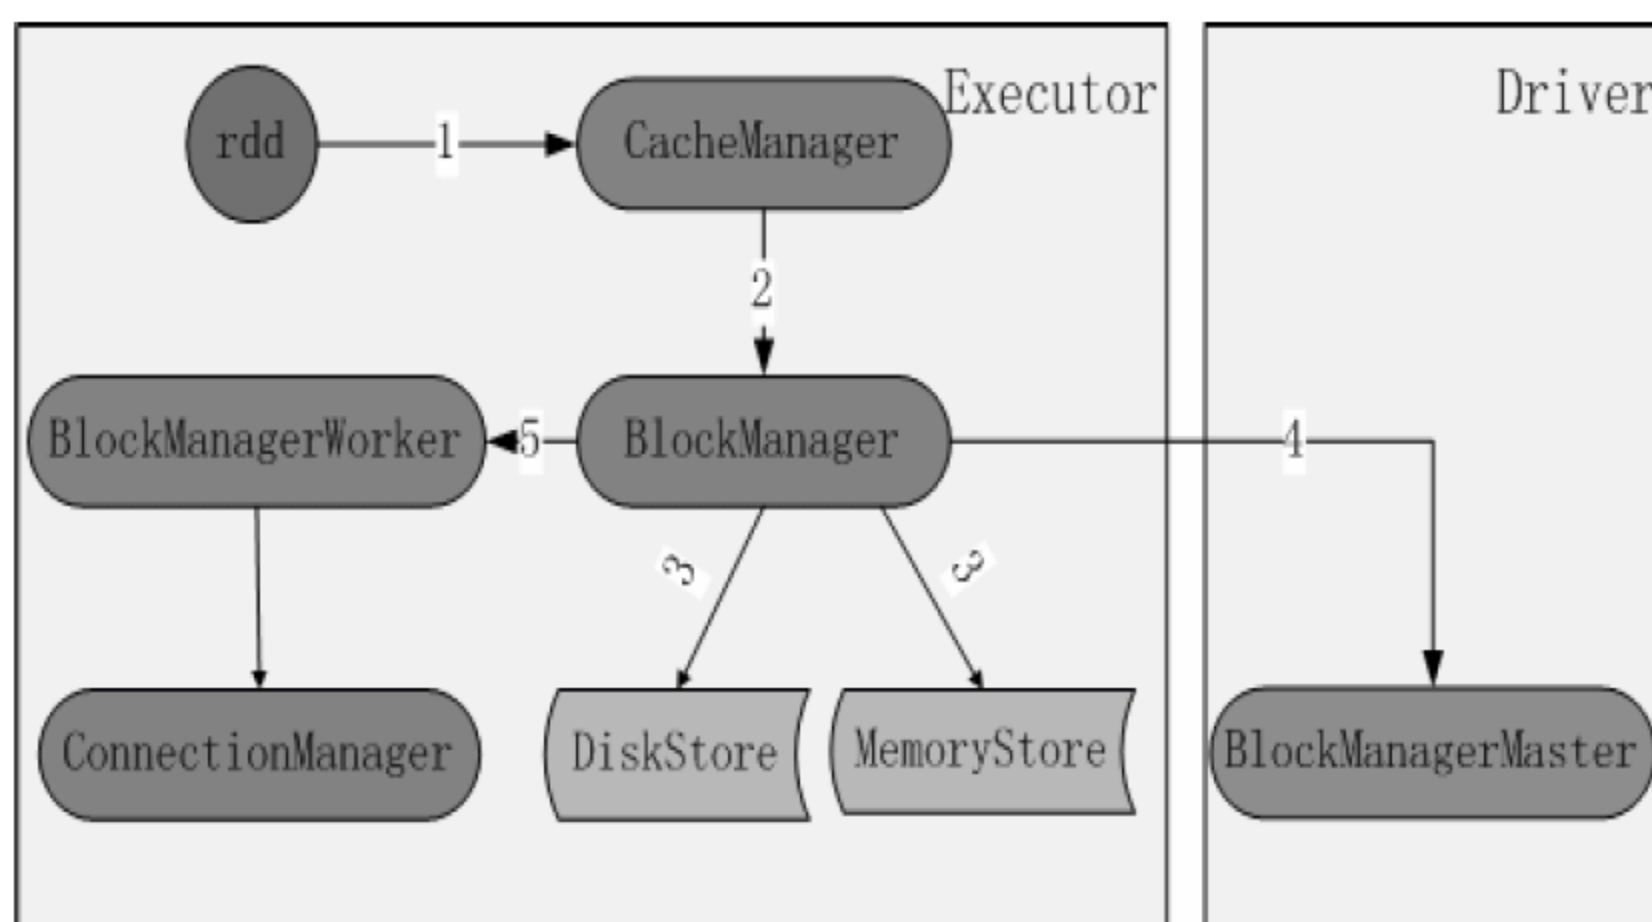 Executor
Driver
rdd
1
CacheManager
2
BlockManagerWorker
5
BlockManager
4
3
3
ConnectionManager
DiskStore
MemoryStore
BlockManagerMaster